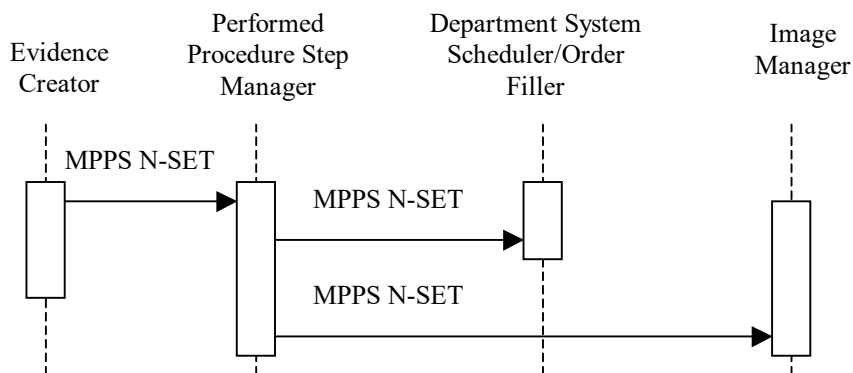 Evidence
Creator
Performed
Procedure Step
Manager
Department System
Scheduler/Order
Filler
Image
Manager
MPPS N-SET
MPPS N-SET
MPPS N-SET